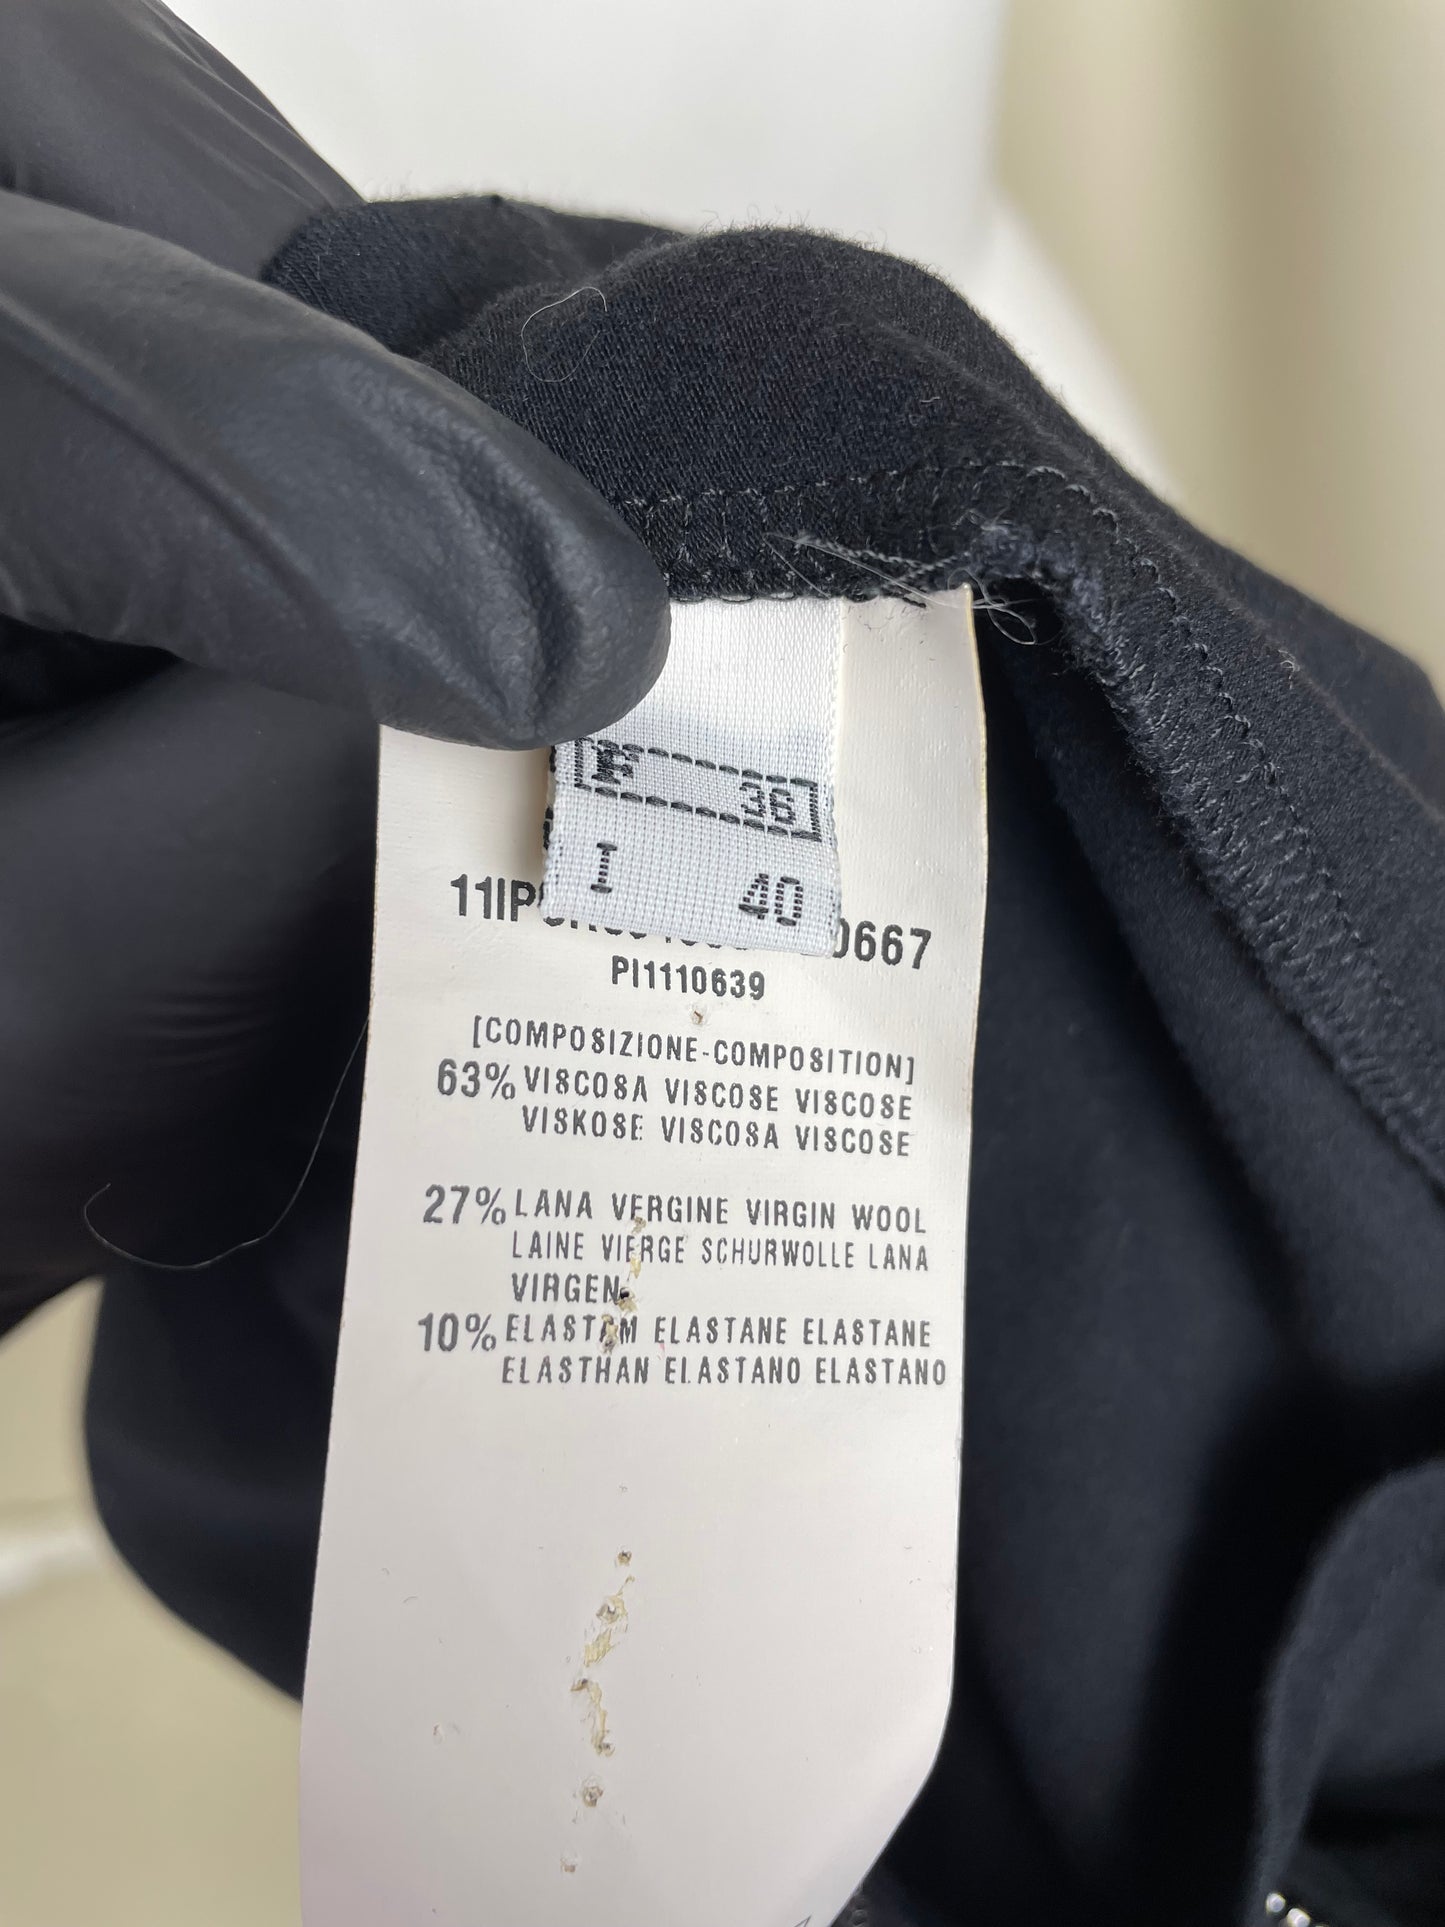 F 36
I 40
0667
PI1110639
[COMPOSIZIONE-COMPOSITION]
63% VISCOSA VISCOSE VISCOSE
VISKOSE VISCOSA VISCOSE
27% LANA VERGINE VIRGIN WOOL
LAINE VIERGE SCHURWOLLE LANA
VIRGEN
10% ELASTAM ELASTANE ELASTANE
ELASTHAN ELASTANO ELASTANO